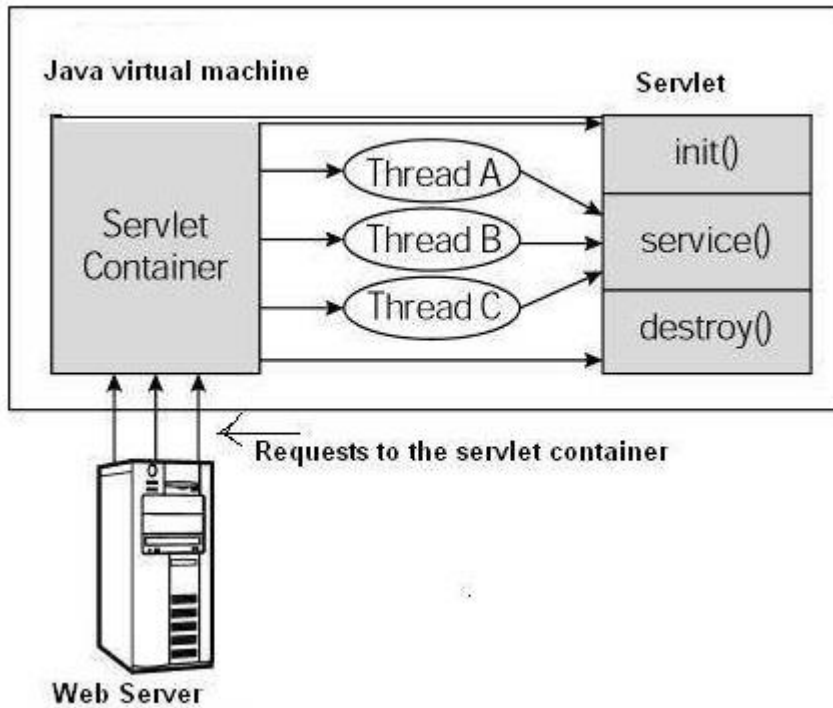 Java virtual machine
Servlet
Servlet
Container
Thread A
Thread B
Thread C
init()
service()
destroy()
Requests to the servlet container
Web Server